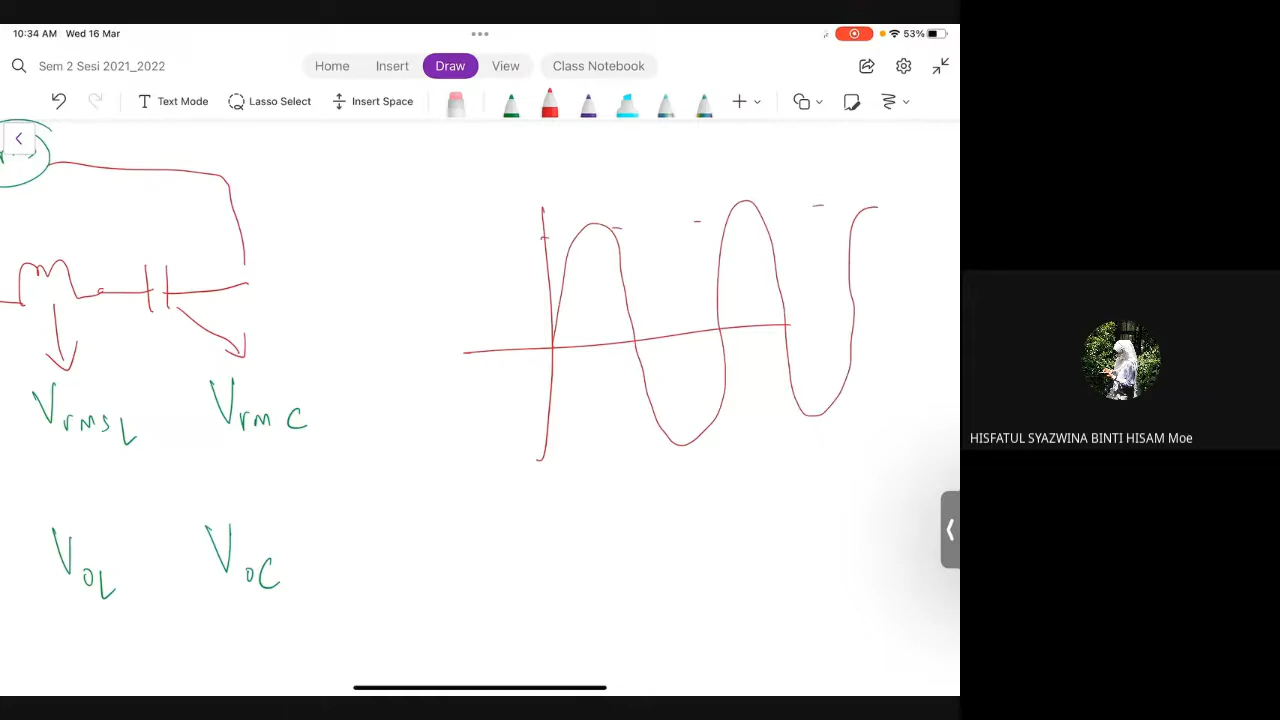 10:34 AM Wed 16 Mar
53%
Sem 2 Sesi 2021_2022
Home Insert Draw View Class Notebook
Text Mode Lasso Select Insert Space
Vrms L Vrm C
VoL VoC
HISFATUL SYAZWINA BINTI HISAM Moe